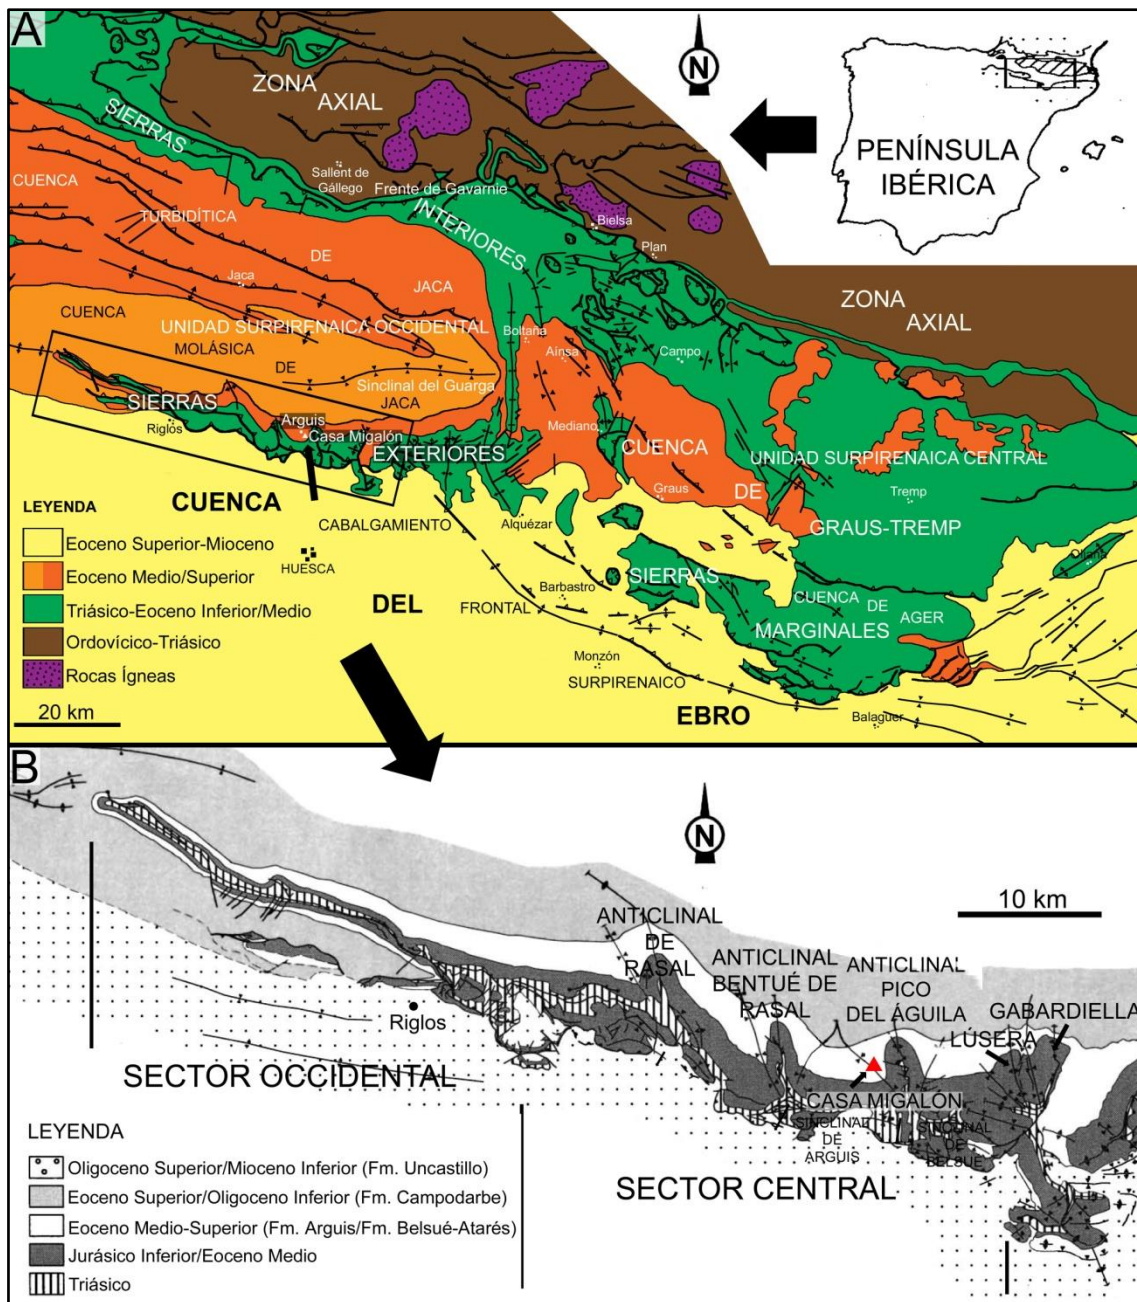 A
N
PENÍNSULA
IBÉRICA
ZONA
AXIAL
SIERRAS
INTERIORES
Sallent de
Gállego
Frente de Gavarnie
Bielsa
Plan
CUENCA
TURBIDÍTICA
DE
JACA
Jaca
ZONA
AXIAL
CUENCA
MOLÁSICA
DE
JACA
UNIDAD SURPIRENAICA OCCIDENTAL
Sinclinal del Guarga
Boltaña
Aínsa
Campo
SIERRAS
EXTERIORES
Riglos
Arguis
Casa Migalón
Mediano
CUENCA
DE
GRAUS-TREMP
UNIDAD SURPIRENAICA CENTRAL
Graus
Tremp
CUENCA
DEL
EBRO
CABALGAMIENTO
FRONTAL
SURPIRENAICO
Alquézar
HUESCA
Barbastro
Monzón
SIERRAS
MARGINALES
CUENCA
DE
AGER
Oliana
Balaguer
LEYENDA
Eoceno Superior-Mioceno
Eoceno Medio/Superior
Triásico-Eoceno Inferior/Medio
Ordovícico-Triásico
Rocas Ígneas
20 km
B
N
10 km
ANTICLINAL
DE
RASAL
ANTICLINAL
BENTUÉ DE
RASAL
ANTICLINAL
PICO
DEL ÁGUILA
GABARDIELLA
LÚSERA
Riglos
CASA MIGALÓN
SINCLINAL
DE
ARGUIS
SINCLINAL
DE
BELSUÉ
SECTOR OCCIDENTAL
SECTOR CENTRAL
LEYENDA
Oligoceno Superior/Mioceno Inferior (Fm. Uncastillo)
Eoceno Superior/Oligoceno Inferior (Fm. Campodarbe)
Eoceno Medio-Superior (Fm. Arguis/Fm. Belsué-Atarés)
Jurásico Inferior/Eoceno Medio
Triásico